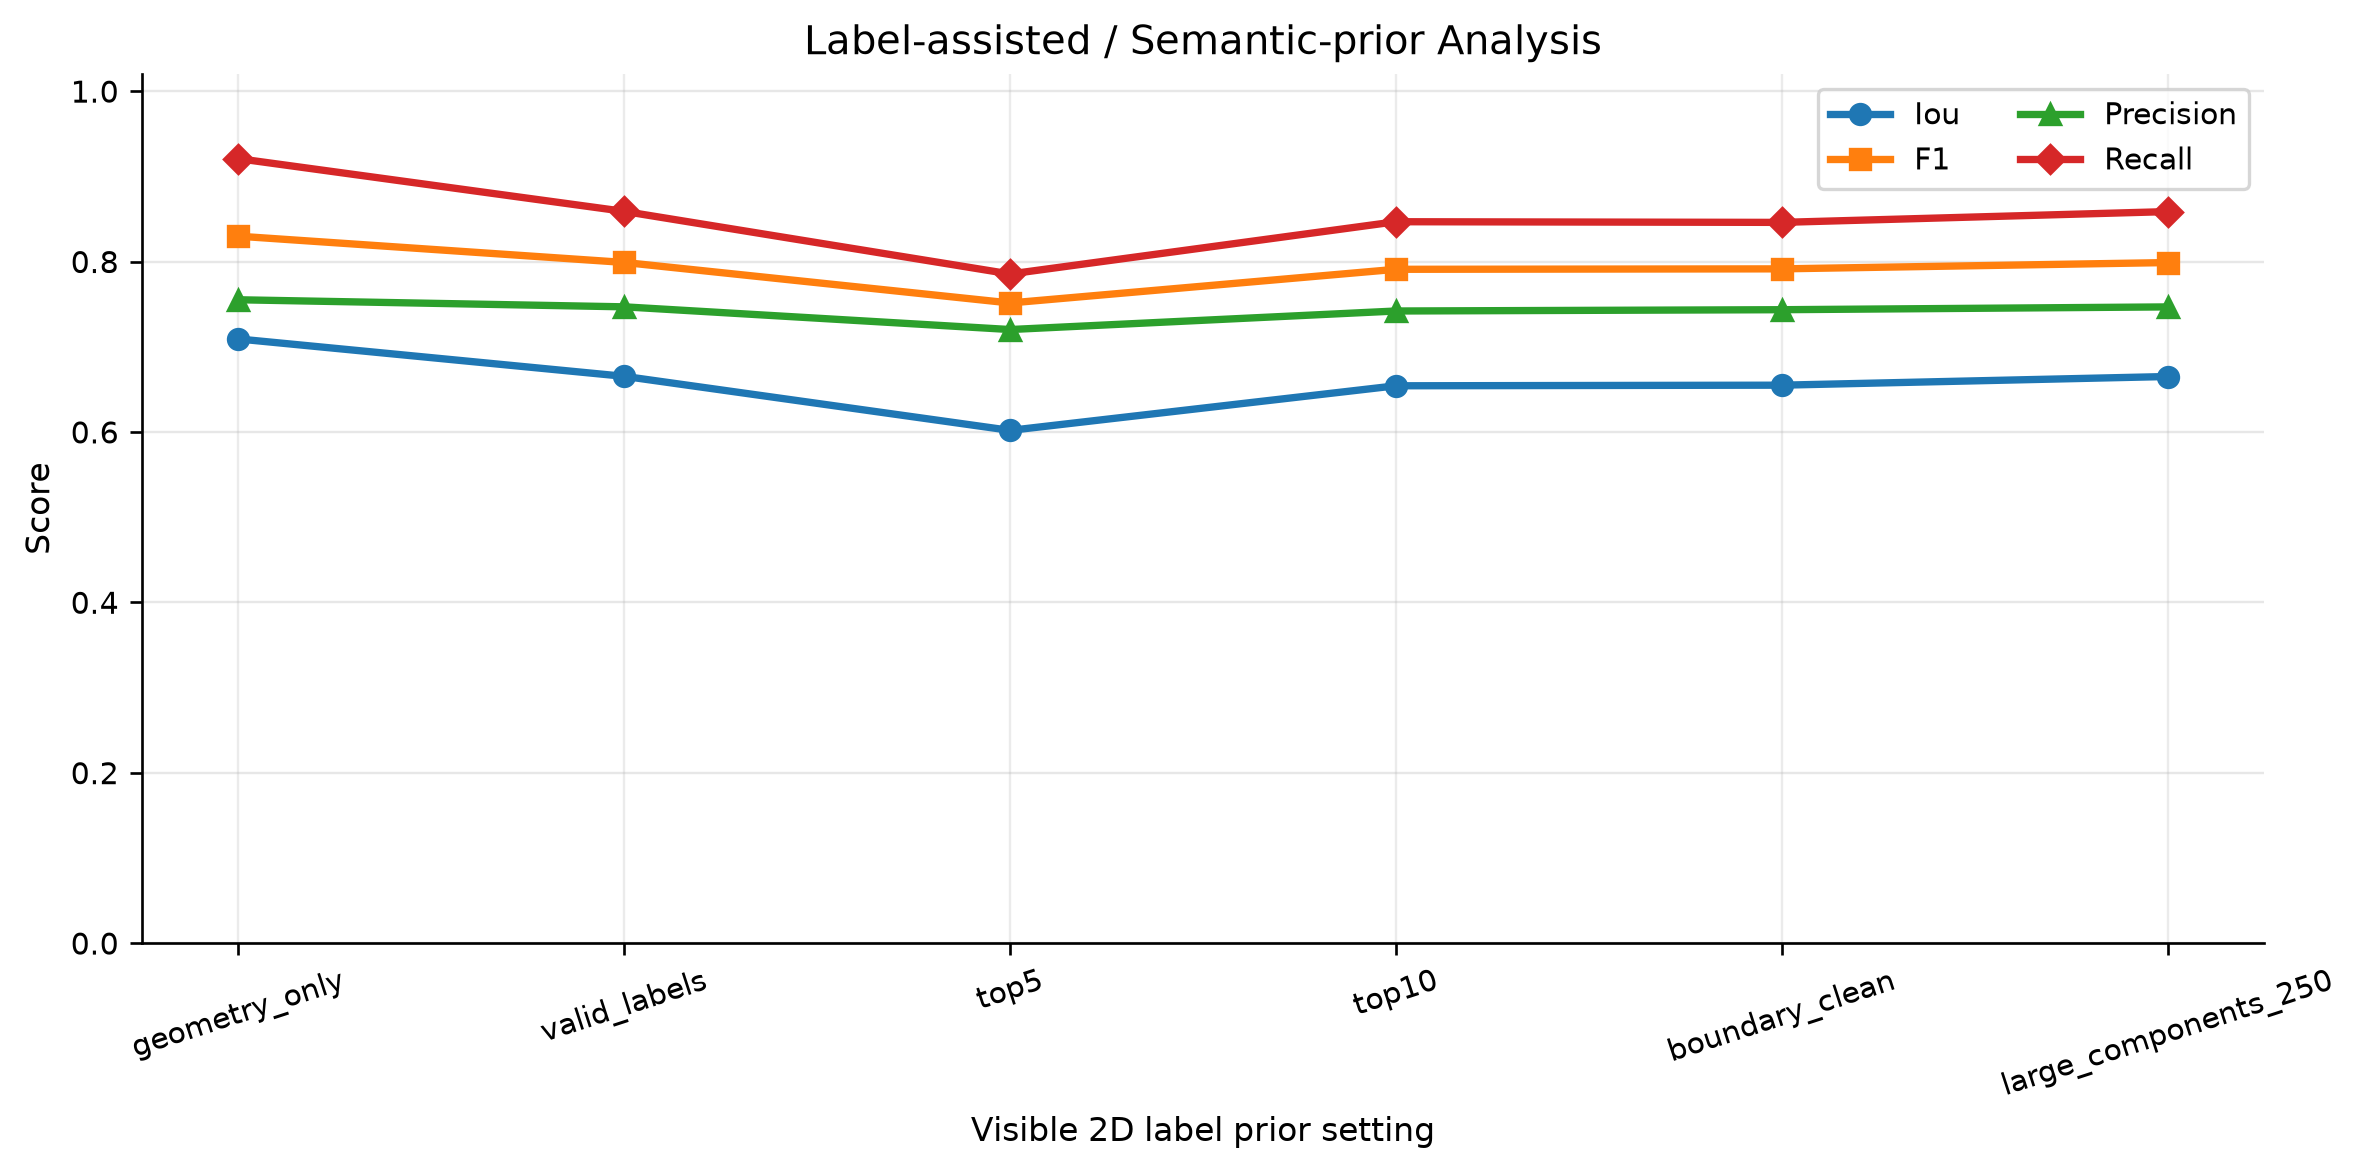 Label-assisted / Semantic-prior Analysis
Iou
F1
Precision
Recall
Score
1.0
0.8
0.6
0.4
0.2
0.0
geometry_only
valid_labels
top5
top10
boundary_clean
large_components_250
Visible 2D label prior setting